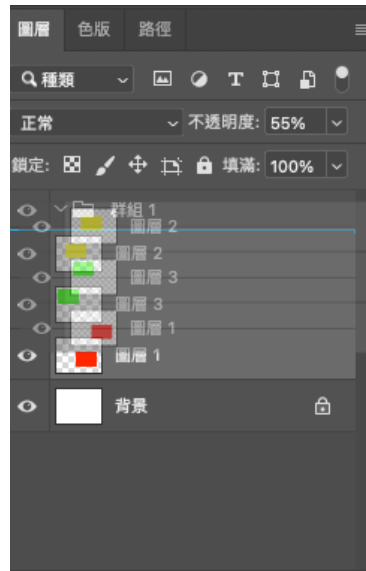 圖層 色版 路徑
種類
T
正常 不透明度: 55%
鎖定: 填滿: 100%
群組 1
圖層 2
圖層 2
圖層 3
圖層 3
圖層 1
圖層 1
背景